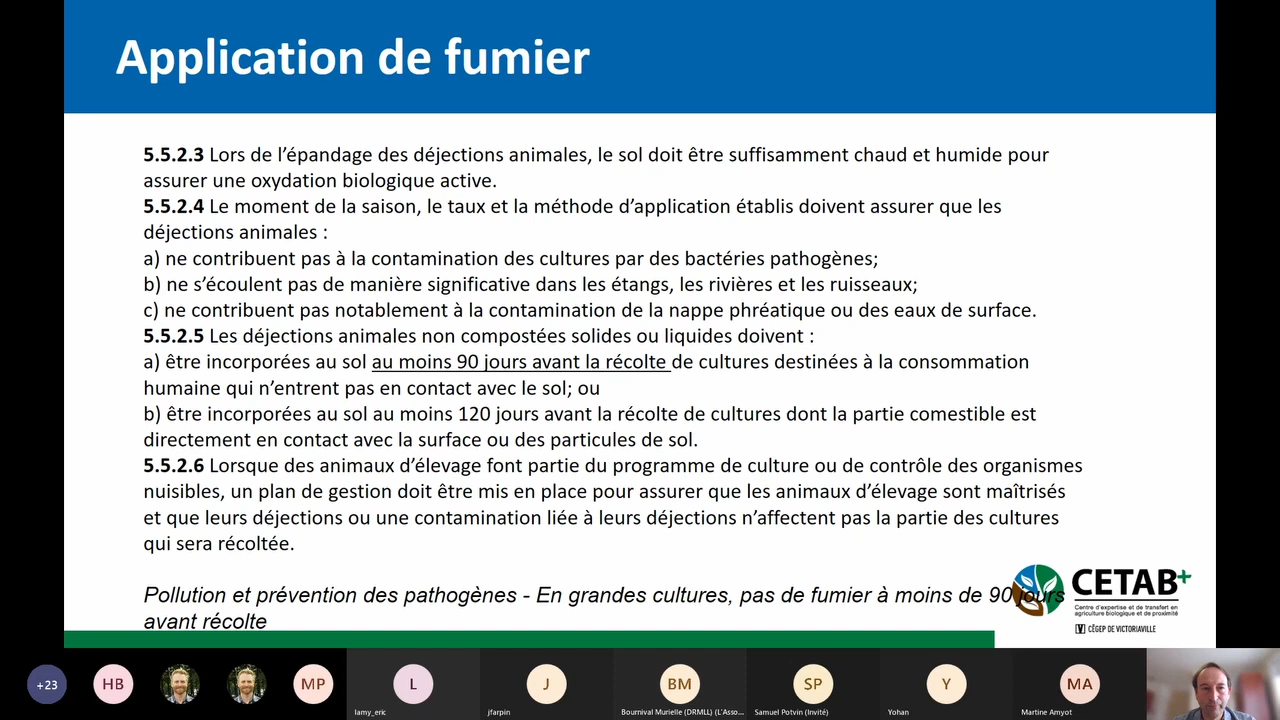 Application de fumier
5.5.2.3 Lors de l’épandage des déjections animales, le sol doit être suffisamment chaud et humide pour
assurer une oxydation biologique active.
5.5.2.4 Le moment de la saison, le taux et la méthode d’application établis doivent assurer que les
déjections animales :
a) ne contribuent pas à la contamination des cultures par des bactéries pathogènes;
b) ne s’écoulent pas de manière significative dans les étangs, les rivières et les ruisseaux;
c) ne contribuent pas notablement à la contamination de la nappe phréatique ou des eaux de surface.
5.5.2.5 Les déjections animales non compostées solides ou liquides doivent :
a) être incorporées au sol au moins 90 jours avant la récolte de cultures destinées à la consommation
humaine qui n’entrent pas en contact avec le sol; ou
b) être incorporées au sol au moins 120 jours avant la récolte de cultures dont la partie comestible est
directement en contact avec la surface ou des particules de sol.
5.5.2.6 Lorsque des animaux d’élevage font partie du programme de culture ou de contrôle des organismes
nuisibles, un plan de gestion doit être mis en place pour assurer que les animaux d’élevage sont maîtrisés
et que leurs déjections ou une contamination liée à leurs déjections n’affectent pas la partie des cultures
qui sera récoltée.
Pollution et prévention des pathogènes - En grandes cultures, pas de fumier à moins de 90 jours
avant récolte
CETAB+
Centre d’expertise et de transfert en
agriculture biologique et de proximité
CÉGEP DE VICTORIAVILLE
+23 HB MP L J BM SP Y MA
lamy_eric jfarpin Bournival Murielle (DRMLL) (L'Asso... Samuel Potvin (Invité) Yohan Martine Amyot